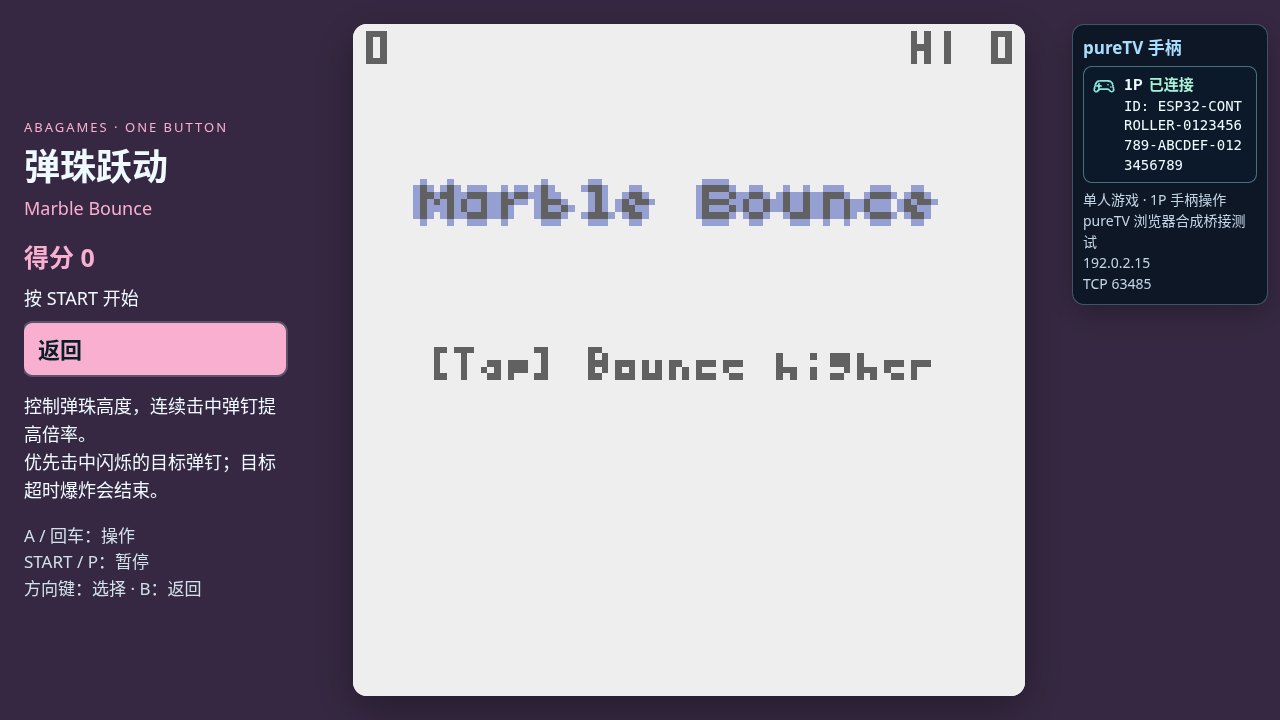 ABAGAMES · ONE BUTTON
弹珠跃动
Marble Bounce
得分 0
按 START 开始
返回
控制弹珠高度，连续击中弹钉提
高倍率。
优先击中闪烁的目标弹钉；目标
超时爆炸会结束。
A / 回车：操作
START / P：暂停
方向键：选择 · B：返回
0
HI 0
Marble Bounce
[Tap] Bounce higher
pureTV 手柄
1P 已连接
ID: ESP32-CONT
ROLLER-0123456
789-ABCDEF-012
3456789
单人游戏 · 1P 手柄操作
pureTV 浏览器合成桥接测
试
192.0.2.15
TCP 63485